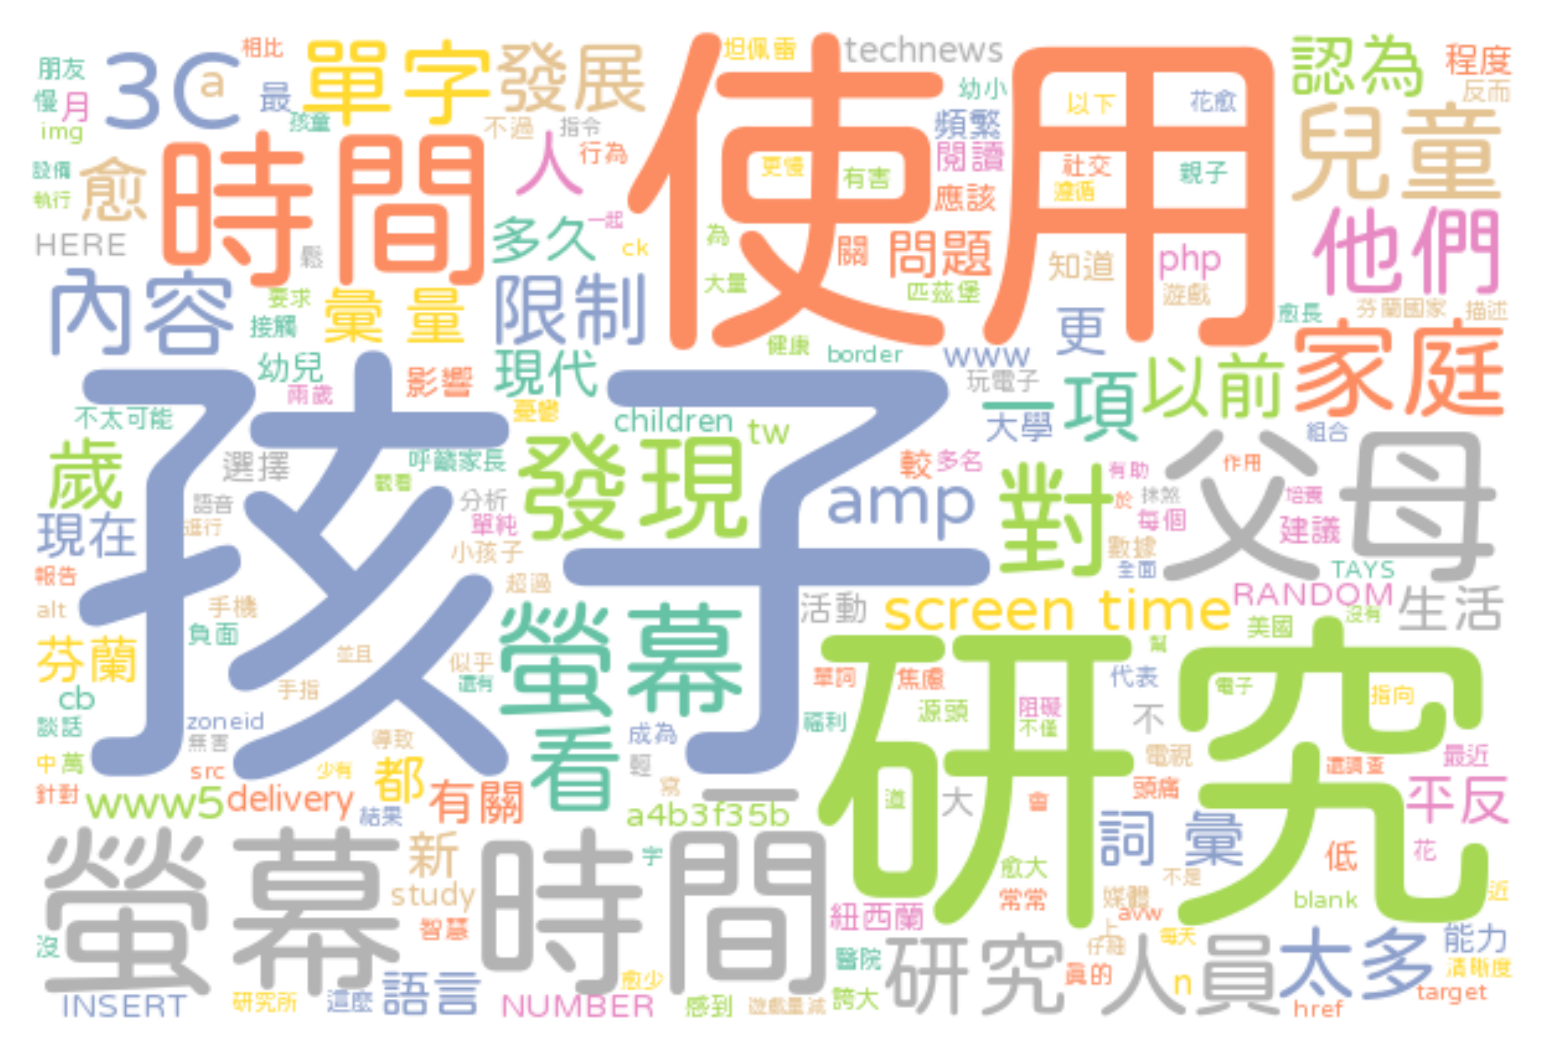 朋友
慢
月
img
3C
a
相比
最
孩童
單字
發展
坦佩雷
technews
幼小
認為
程度
反而
設備
執行
愈
時間
不過
指令
人
行為
使用
頻繁
閱讀
應該
以下
花愈
社交
遵循
親子
更慢
有害
兒童
HERE
鬆
多久
一起
ck
為
關
問題
知道
php
他們
內容
要求
接觸
彙量
限制
大量
匹茲堡
遊戲
愈長
芬蘭國家
描述
幼兒
兩歲
影響
現代
健康
border
www
更
玩電子
家庭
不太可能
憂鬱
children
tw
大學
一項
以前
組合
歲
選擇
觀看
呼籲家長
發現
較
多名
有助
父母
作用
語音
進行
分析
單純
amp
對
於
抹煞
每個
培養
建議
現在
孩子
小孩子
數據
全面
TAYS
報告
超過
alt
手機
負面
螢幕
活動
screen time
RANDOM
美國
沒有
生活
芬蘭
並且
似乎
還有
手指
單詞
焦慮
幫
代表
電子
指向
cb
談話
zoneid
無害
成為
福利
源頭
阻礙
不僅
不
研究
中萬
針對
src
導致
少有
都
看
輕
寫
一
道
大
會
電視
頭痛
還調查
最近
平反
www5
delivery
結果
有關
a4b3f35b
詞彙
低
花
螢幕時間
新
study
智慧
字
愈大
常常
媒體
不是
avw
上
仔細
每天
blank
近
紐西蘭
沒
INSERT
研究所
這麼
語言
NUMBER
愈少
感到
遊戲量減
醫院
誇大
研究人員
真的
n
太多
href
能力
清晰度
target